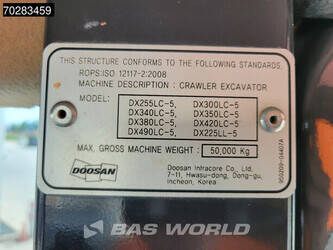 70283459
THIS STRUCTURE CONFORMS TO THE FOLLOWING STANDARDS.
ROPS:ISO 12117-2:2008
MACHINE DESCRIPTION : CRAWLER EXCAVATOR
MODEL: DX255LC-5, DX300LC-5
DX340LC-5, DX350LC-5
DX380LC-5, DX420LC-5
DX490LC-5, DX225LL-5
MAX. GROSS MACHINE WEIGHT : 50,000 Kg
DOOSAN
Doosan Infracore Co., Ltd.
7-11, Hwasu-dong, Dong-gu,
Incheon, Korea
BAS WORLD